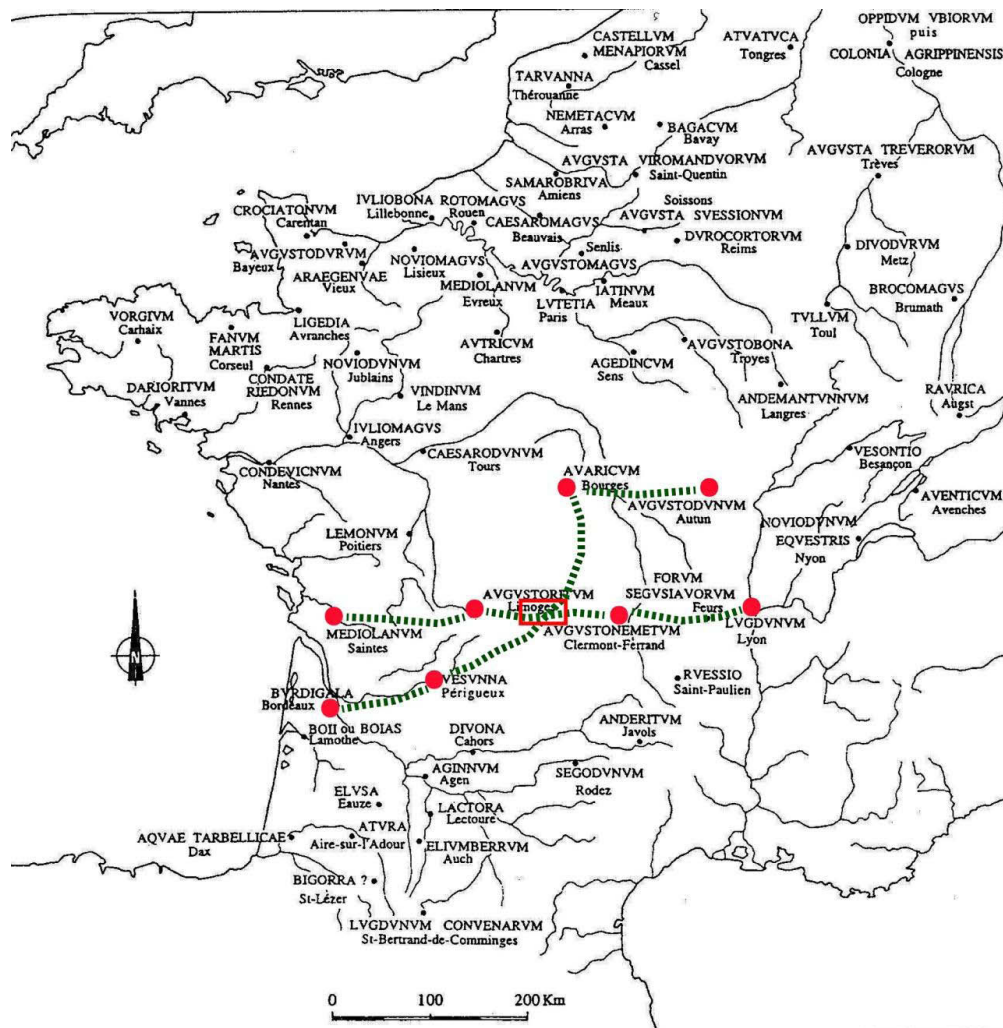 OPPIDVM VBIORVM
puis
COLONIA AGRIPPINENSIS
Cologne
CASTELLVM
MENAPIORVM
Cassel
ATVATVCA
Tongres
TARVANNA
Thérouanne
NEMETACVM
Arras
BAGACVM
Bavay
AVGVSTA TREVERORVM
Trèves
AVGVSTA VIROMANDVORVM
Saint-Quentin
SAMAROBRIVA
Amiens
IVLIOBONA
Lillebonne
ROTOMAGVS
Rouen
CAESAROMAGVS
Beauvais
Soissons
AVGVSTA SVESSIONVM
CROCIATONVM
Carentan
AVGVSTODVRVM
Bayeux
ARAEGENVAE
Vieux
NOVIOMAGVS
Lisieux
MEDIOLANVM
Evreux
Senlis
AVGVSTOMAGVS
DVROCORTORVM
Reims
DIVODVRVM
Metz
IATINVM
Meaux
LVTETIA
Paris
BROCOMAGVS
Brumath
TVLLVM
Toul
VORGIVM
Carhaix
FANVM
MARTIS
Corseul
LIGEDIA
Avranches
AVTRICVM
Chartres
NOVIODVNVM
Jublains
AGEDINCVM
Sens
AVGVSTOBONA
Troyes
ANDEMANTVNNVM
Langres
RAVRICA
Augst
DARIORITVM
Vannes
CONDATE
RIEDONVM
Rennes
VINDINVM
Le Mans
IVLIOMAGVS
Angers
CONDEVICNVM
Nantes
CAESARODVNVM
Tours
AVARICVM
Bourges
AVGVSTODVNVM
Autun
VESONTIO
Besançon
AVENTICVM
Avenches
NOVIODVNVM
EQVESTRIS
Nyon
LEMONVM
Poitiers
AVGVSTORITVM
Limoges
FORVM
SEGVSIAVORVM
Feurs
MEDIOLANVM
Saintes
AVGVSTONEMETVM
Clermont-Ferrand
LVGDVNVM
Lyon
VESVNNA
Périgueux
RVESSIO
Saint-Paulien
BVRDIGALA
Bordeaux
BOII ou BOIAS
Lamothe
DIVONA
Cahors
ANDERITVM
Javols
AGINNVM
Agen
SEGODVNVM
Rodez
ELVSA
Eauze
LACTORA
Lectoure
AQVAE TARBELLICAE
Dax
ATVRA
Aire-sur-l'Adour
ELIVMBERRVM
Auch
BIGORRA ?
St-Lézer
LVGDVNVM CONVENARVM
St-Bertrand-de-Comminges
0 100 200 Km